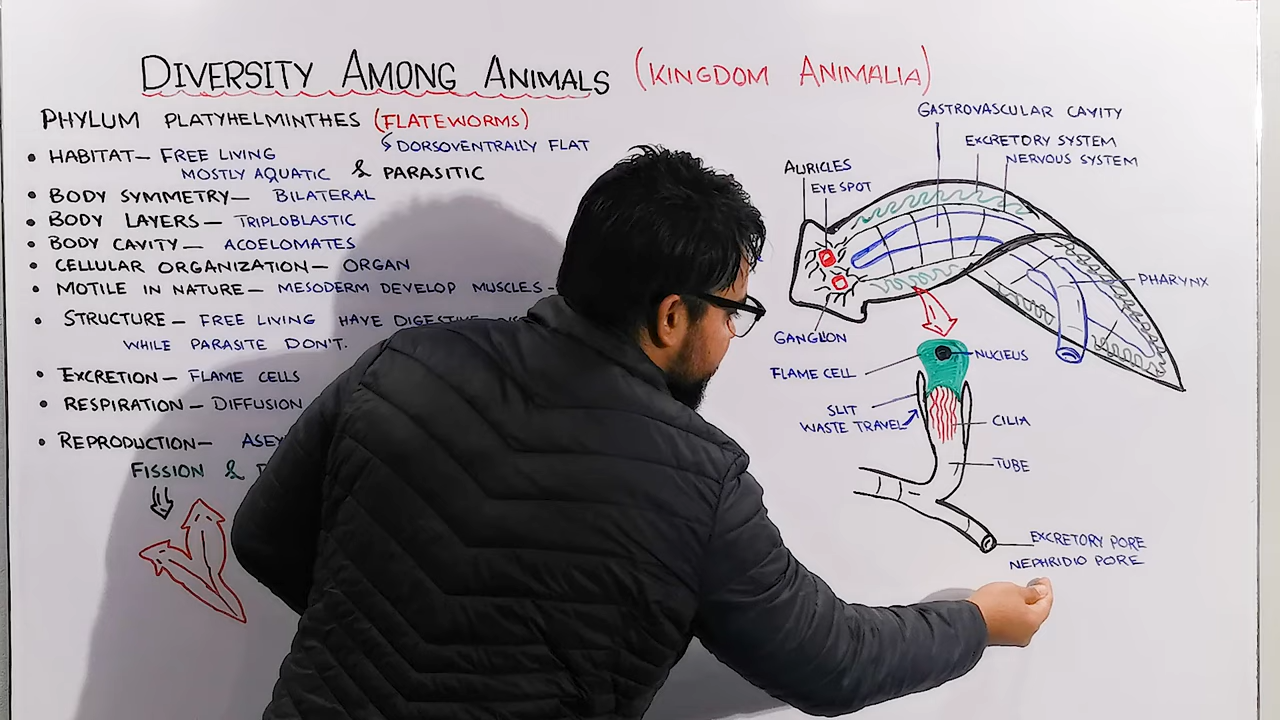 DIVERSITY AMONG ANIMALS (KINGDOM ANIMALIA)
PHYLUM PLATYHELMINTHES (FLATEWORMS)
DORSOVENTRALLY FLAT
• HABITAT — FREE LIVING
MOSTLY AQUATIC & PARASITIC
• BODY SYMMETRY — BILATERAL
• BODY LAYERS — TRIPLOBLASTIC
• BODY CAVITY — ACOELOMATES
• CELLULAR ORGANIZATION — ORGAN
• MOTILE IN NATURE — MESODERM DEVELOP MUSCLES -
• STRUCTURE — FREE LIVING HAVE DIGESTIVE
WHILE PARASITE DON'T.
• EXCRETION — FLAME CELLS
• RESPIRATION — DIFFUSION
• REPRODUCTION —
FISSION &
GASTROVASCULAR CAVITY
EXCRETORY SYSTEM
NERVOUS SYSTEM
AURICLES
EYE SPOT
PHARYNX
GANGLION
NUCIEUS
FLAME CELL
SLIT
WASTE TRAVEL
CILIA
TUBE
EXCRETORY PORE
NEPHRIDIO PORE